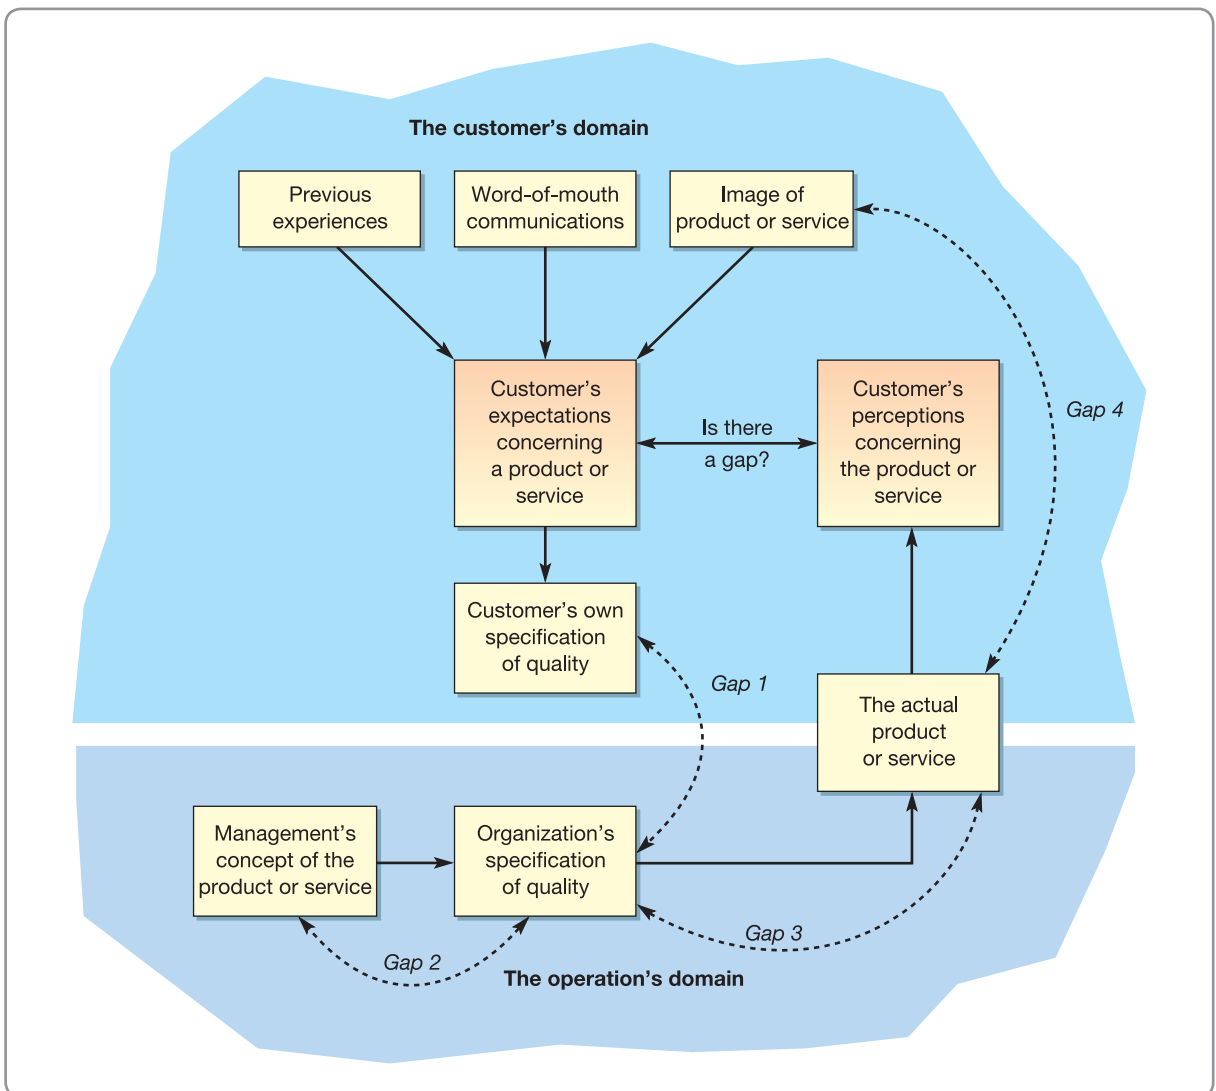 The customer's domain
Previous
experiences
Word-of-mouth
communications
Image of
product or service
Customer's
expectations
concerning
a product or
service
Is there
a gap?
Customer's
perceptions
concerning
the product or
service
Gap 4
Customer's own
specification
of quality
Gap 1
The actual
product
or service
Management's
concept of the
product or service
Organization's
specification
of quality
Gap 2
Gap 3
The operation's domain